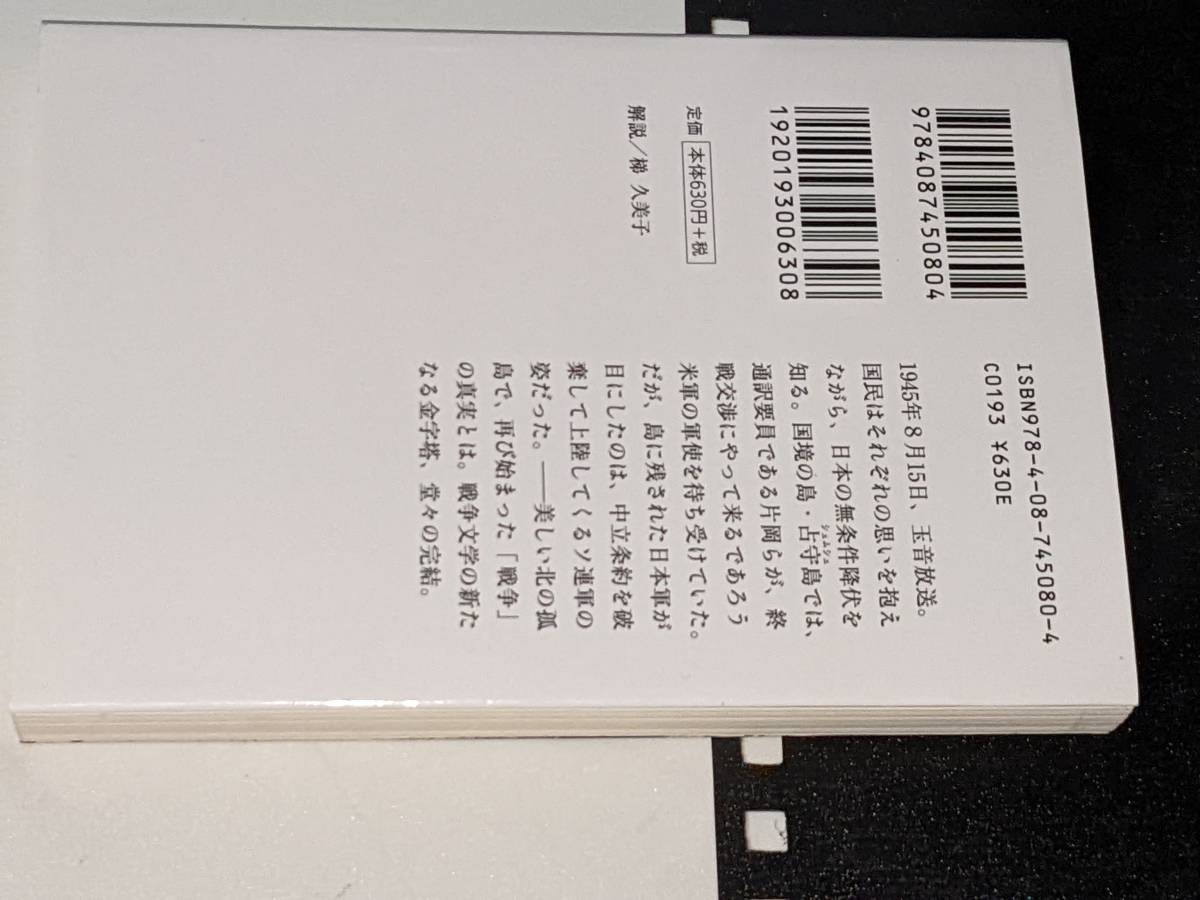 ISBN978-4-08-745080-4
C0193 ¥630E
9784087450804
1920193006308
定価 本体630円+税
解説/梯 久美子
1945年8月15日、玉音放送。
国民はそれぞれの思いを抱え
ながら、日本の無条件降伏を
知る。国境の島・占守島では、
シュムシュ
通訳要員である片岡らが、終
戦交渉にやって来るであろう
米軍の軍使を待ち受けていた。
だが、島に残された日本軍が
目にしたのは、中立条約を破
棄して上陸してくるソ連軍の
姿だった。――美しい北の孤
島で、再び始まった「戦争」
の真実とは。戦争文学の新た
なる金字塔、堂々の完結。